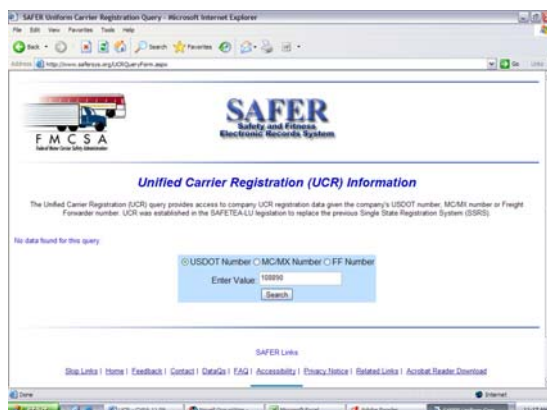 SAFER Uniform Carrier Registration Query - Microsoft Internet Explorer
File Edit View Favorites Tools Help
Back Search Favorites
Address http://www.safersys.org/UCRQueryForm.aspx Go Links
FMCSA
Federal Motor Carrier Safety Administration
SAFER
Safety and Fitness
Electronic Records System
Unified Carrier Registration (UCR) Information
The Unified Carrier Registration (UCR) query provides access to company UCR registration data given the company's USDOT number, MC/MX number or Freight
Forwarder number. UCR was established in the SAFETEA-LU legislation to replace the previous Single State Registration System (SSRS).
No data found for this query.
USDOT Number MC/MX Number FF Number
Enter Value: 108890
Search
SAFER Links
Skip Links | Home | Feedback | Contact | DataQs | FAQ | Accessibility | Privacy Notice | Related Links | Acrobat Reader Download
Done Internet